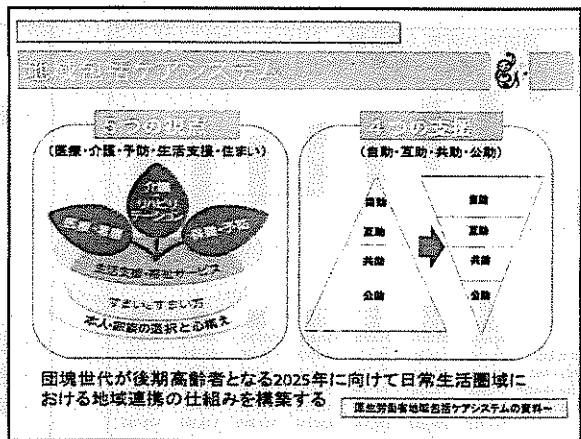 地域包括ケアシステム
5つの視点
4つの支援
(医療・介護・予防・生活支援・住まい)
(自助・互助・共助・公助)
介護
リハビリ
テーション
医療・看護
保健・予防
生活支援・福祉サービス
すまいとすまい方
本人・家族の選択と心構え
自助
互助
共助
公助
自助
互助
共助
公助
団塊世代が後期高齢者となる2025年に向けて日常生活圏域に
おける地域連携の仕組みを構築する
厚生労働省地域包括ケアシステムの資料~